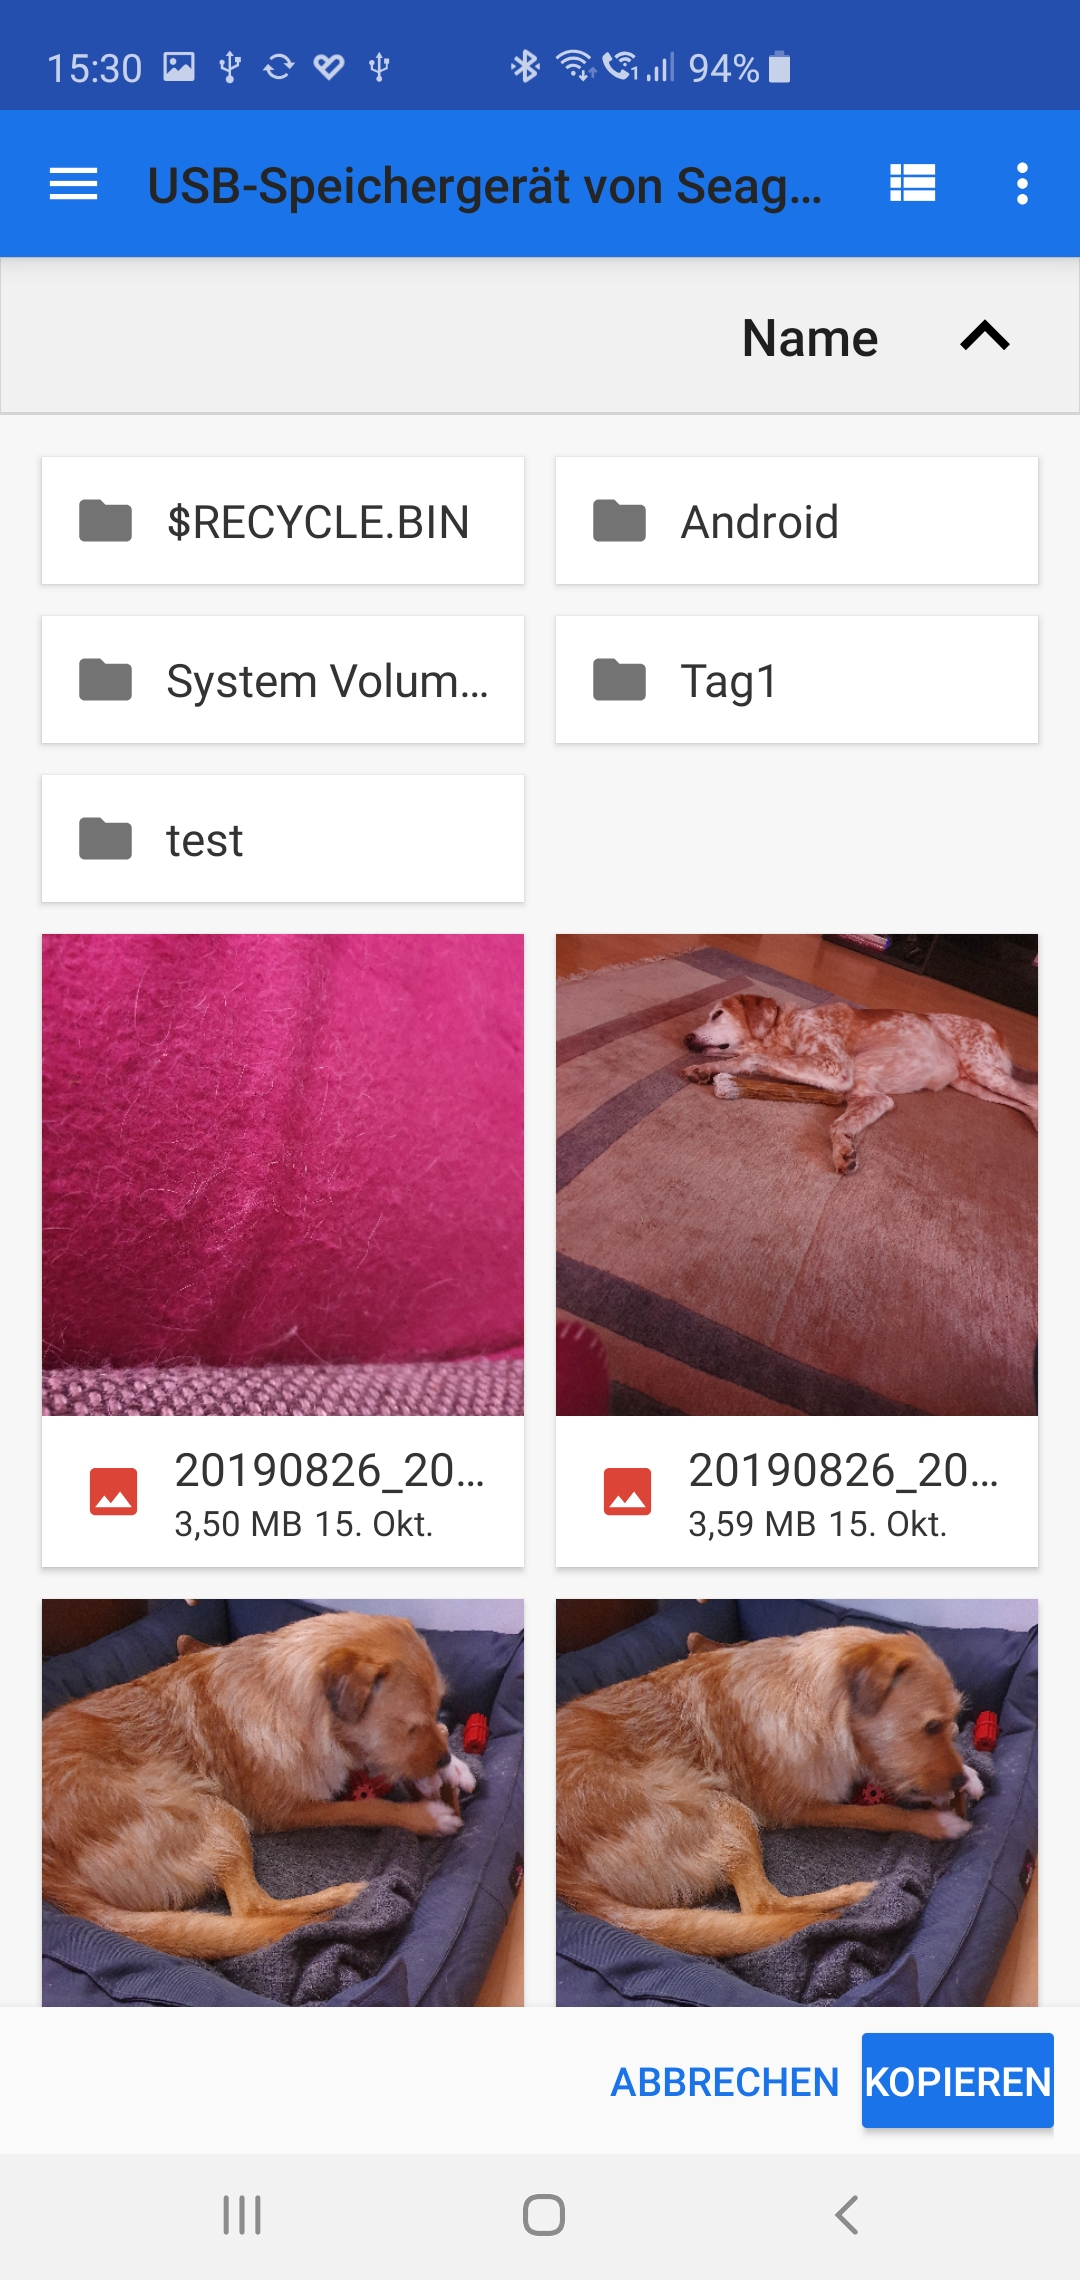 15:30 94%
USB-Speichergerät von Seag...
Name
$RECYCLE.BIN
Android
System Volum...
Tag1
test
20190826_20...
3,50 MB 15. Okt.
20190826_20...
3,59 MB 15. Okt.
ABBRECHEN
KOPIEREN